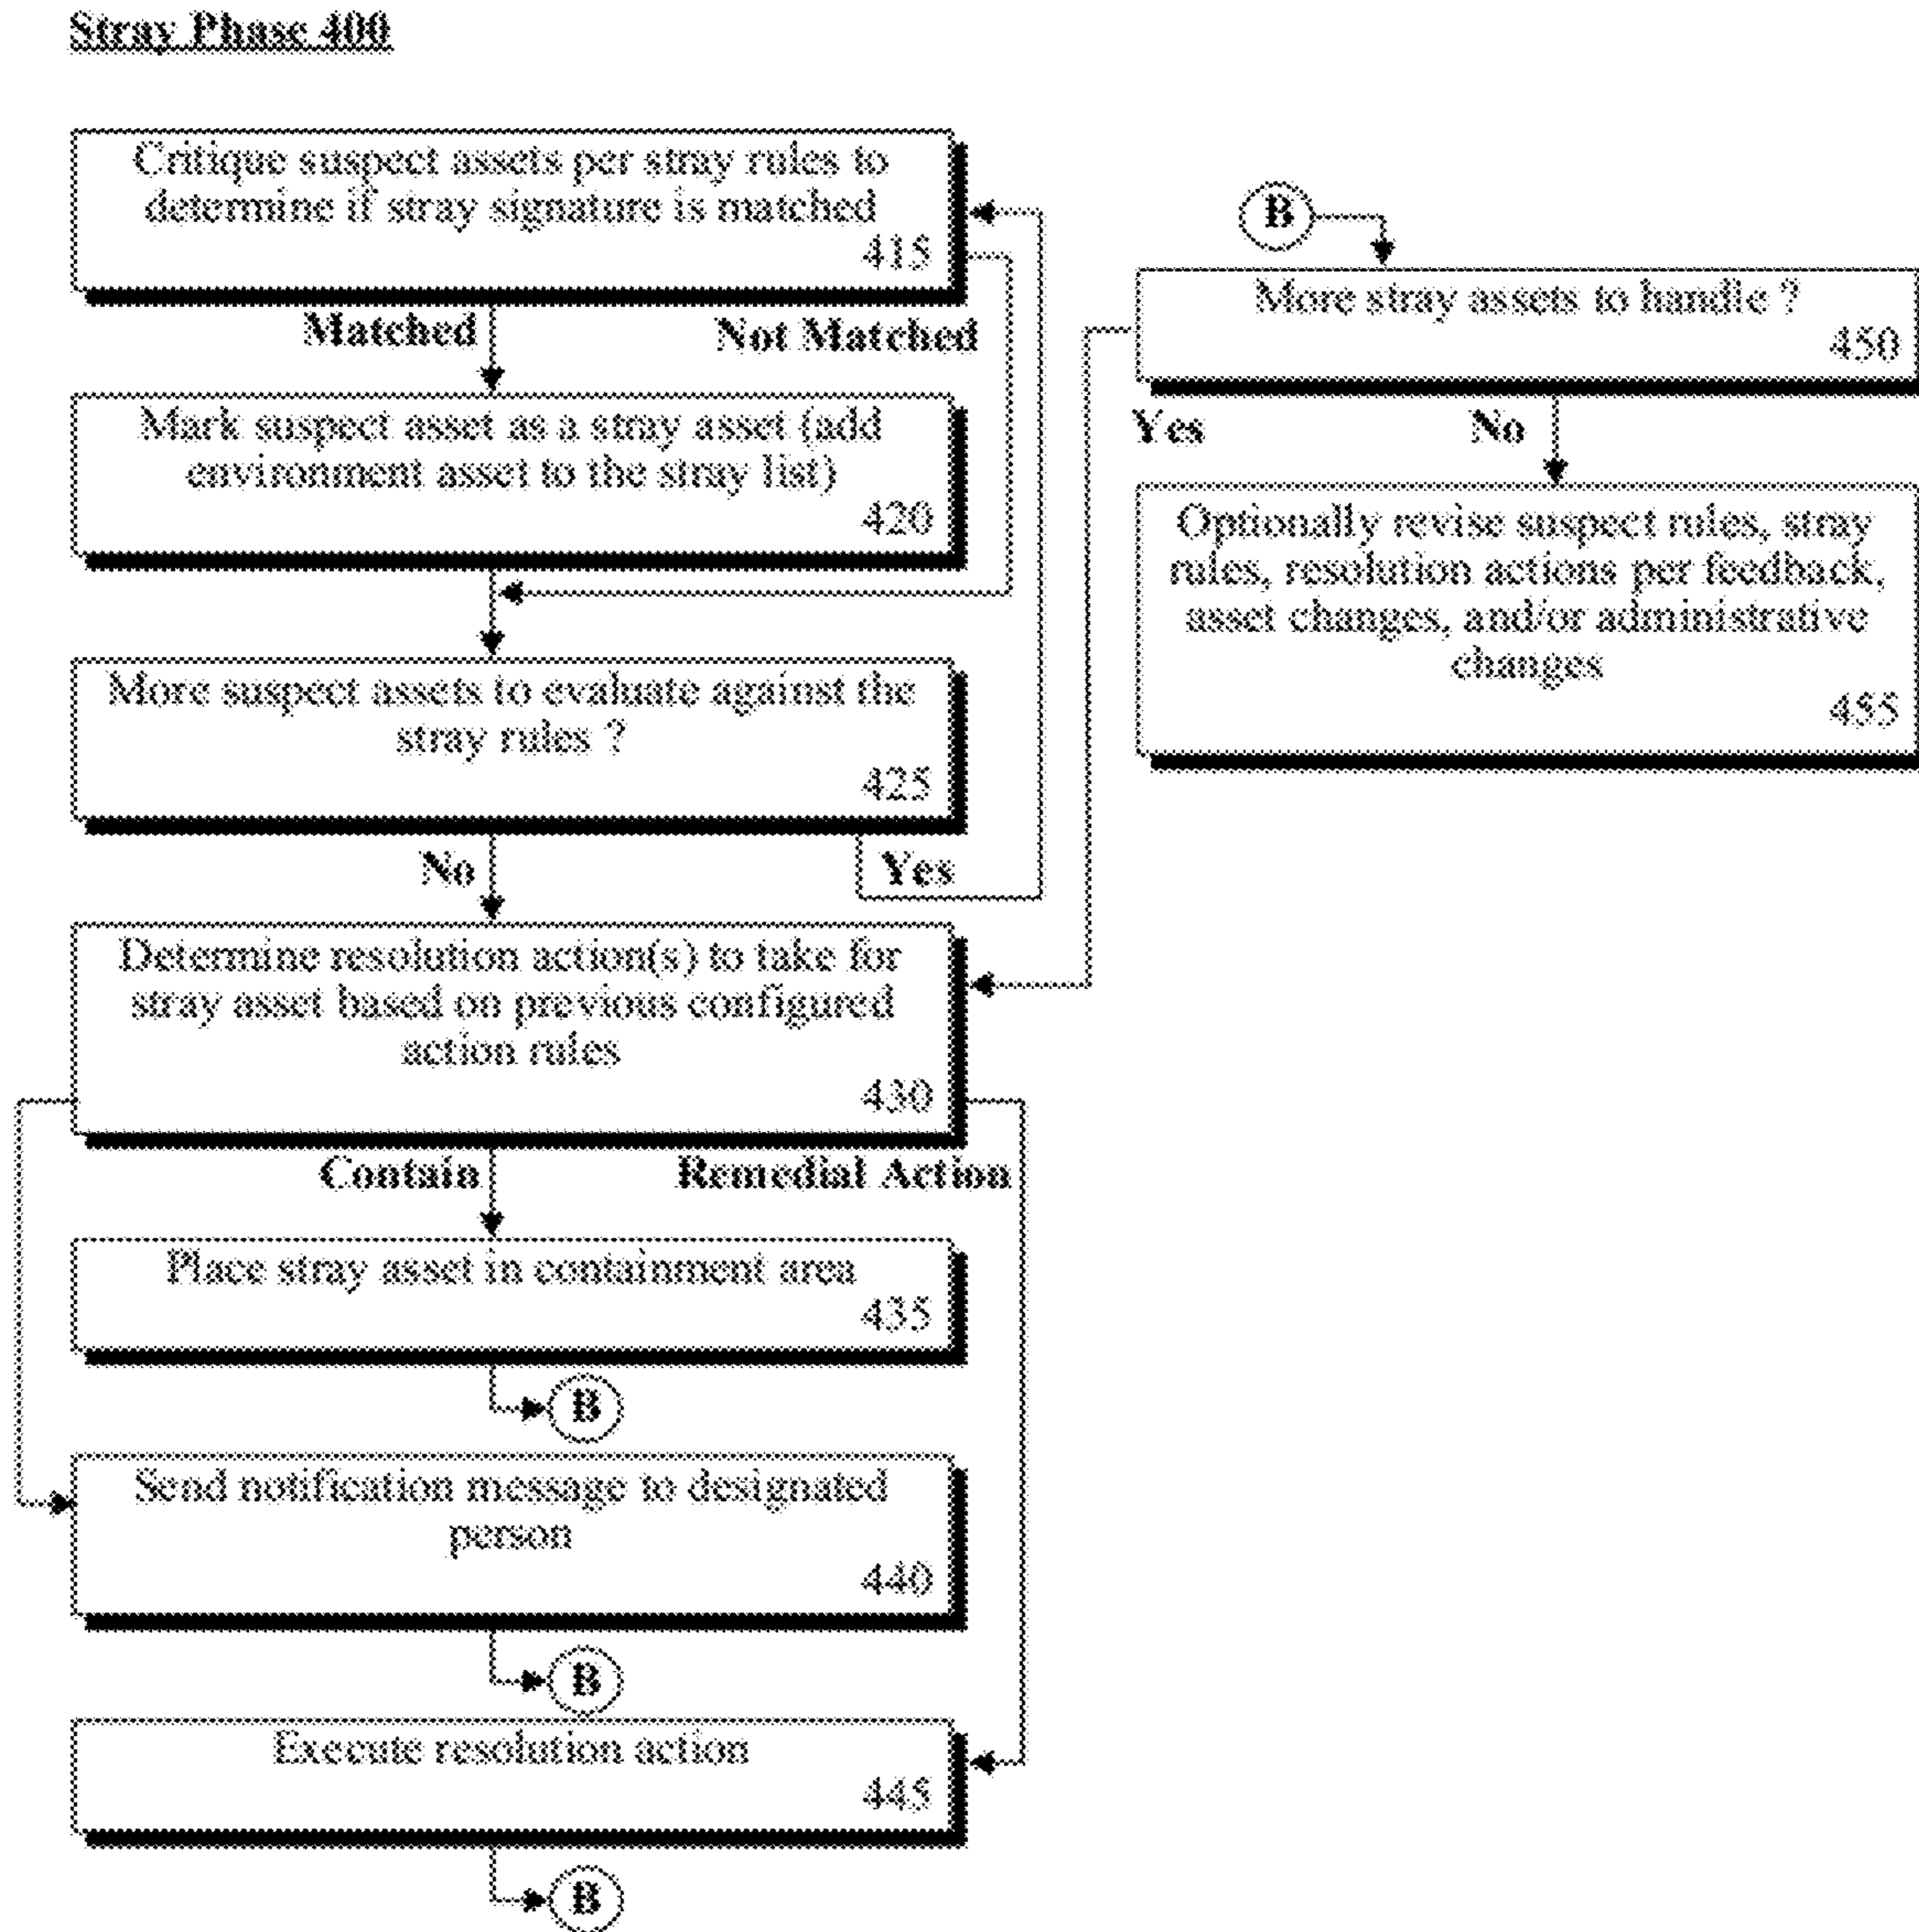 Stray Phase 400
Critique suspect assets per stray rules to
determine if stray signature is matched
415
Matched
Not Matched
Mark suspect asset as a stray asset (add
environment asset to the stray list)
420
More suspect assets to evaluate against the
stray rules ?
425
No
Yes
Determine resolution action(s) to take for
stray asset based on previous configured
action rules
430
Contain
Remedial Action
Place stray asset in containment area
435
B
Send notification message to designated
person
440
B
Execute resolution action
445
B
B
More stray assets to handle ?
450
Yes
No
Optionally revise suspect rules, stray
rules, resolution actions per feedback,
asset changes, and/or administrative
changes
455